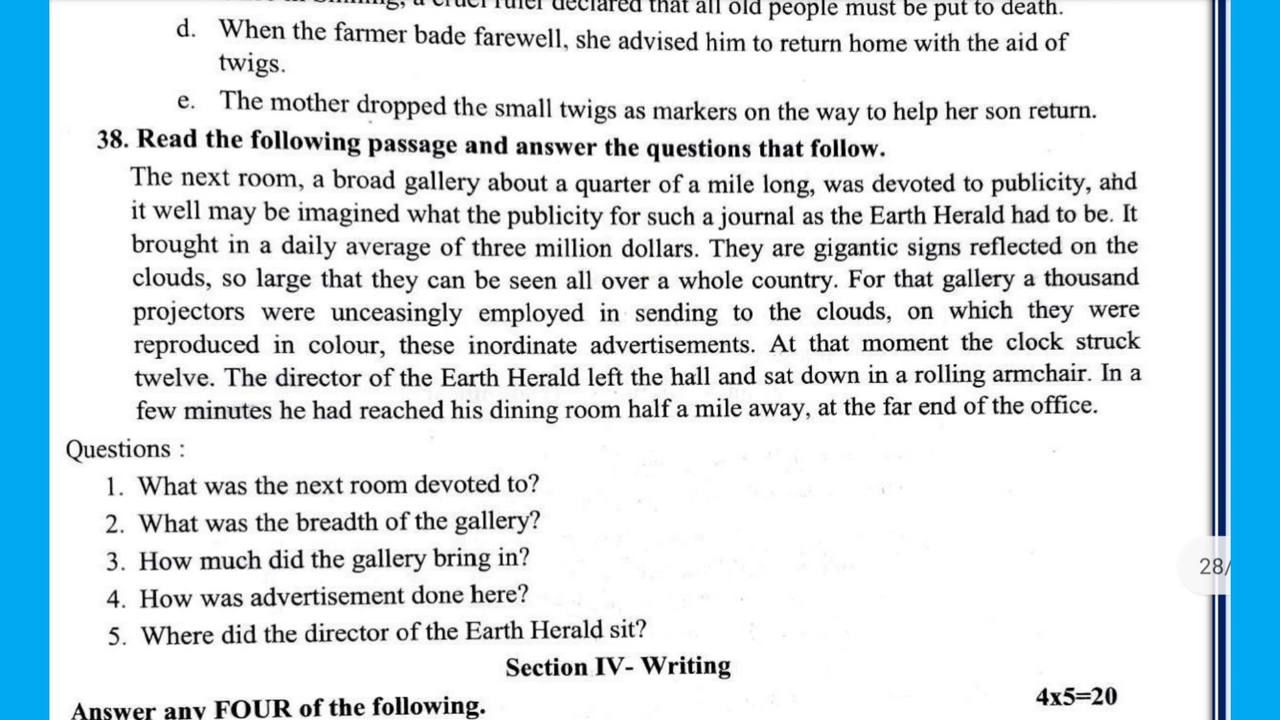 a cruel ruler declared that all old people must be put to death.
d. When the farmer bade farewell, she advised him to return home with the aid of
twigs.
e. The mother dropped the small twigs as markers on the way to help her son return.
38. Read the following passage and answer the questions that follow.
The next room, a broad gallery about a quarter of a mile long, was devoted to publicity, and
it well may be imagined what the publicity for such a journal as the Earth Herald had to be. It
brought in a daily average of three million dollars. They are gigantic signs reflected on the
clouds, so large that they can be seen all over a whole country. For that gallery a thousand
projectors were unceasingly employed in sending to the clouds, on which they were
reproduced in colour, these inordinate advertisements. At that moment the clock struck
twelve. The director of the Earth Herald left the hall and sat down in a rolling armchair. In a
few minutes he had reached his dining room half a mile away, at the far end of the office.
Questions :
1. What was the next room devoted to?
2. What was the breadth of the gallery?
3. How much did the gallery bring in?
4. How was advertisement done here?
28/
5. Where did the director of the Earth Herald sit?
Section IV- Writing
4x5=20
Answer any FOUR of the following.